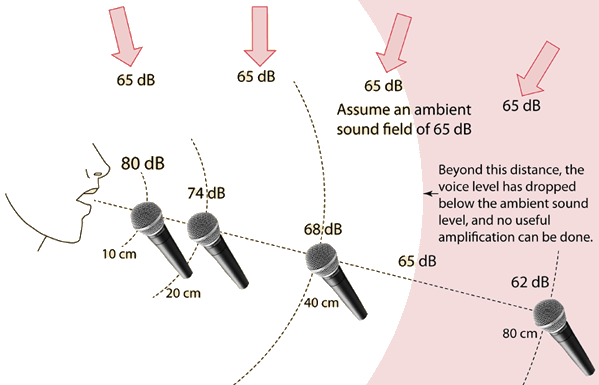 65 dB
65 dB
65 dB
65 dB
Assume an ambient
sound field of 65 dB
80 dB
74 dB
68 dB
65 dB
62 dB
Beyond this distance, the
voice level has dropped
below the ambient sound
level, and no useful
amplification can be done.
10 cm
20 cm
40 cm
80 cm